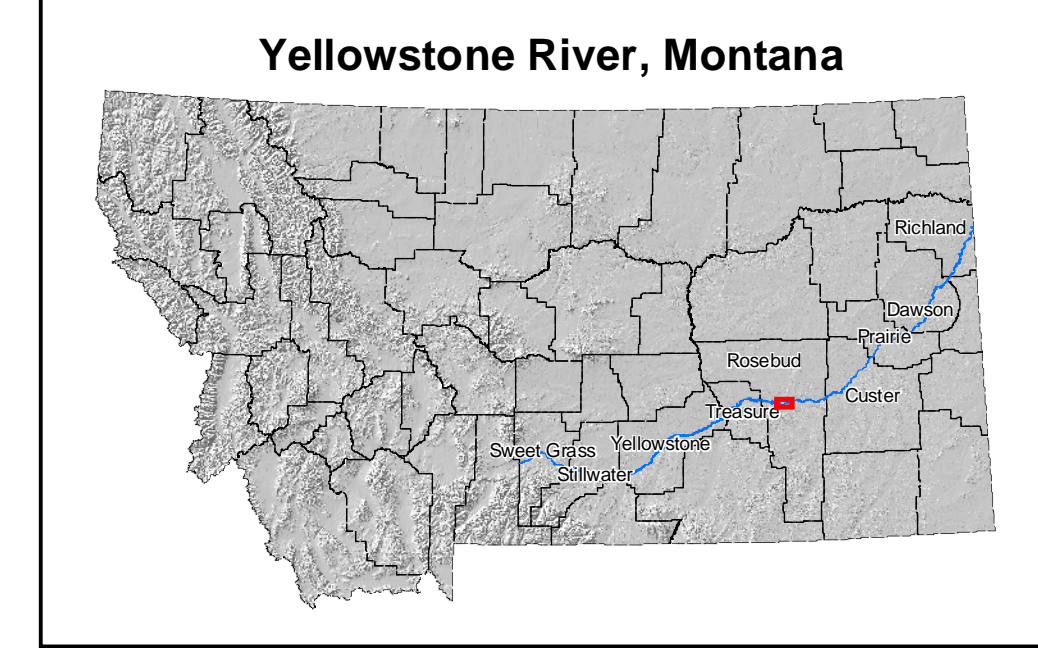 Yellowstone River, Montana
Richland
Dawson
Prairie
Rosebud
Custer
Treasure
Yellowstone
Sweet Grass
Stillwater